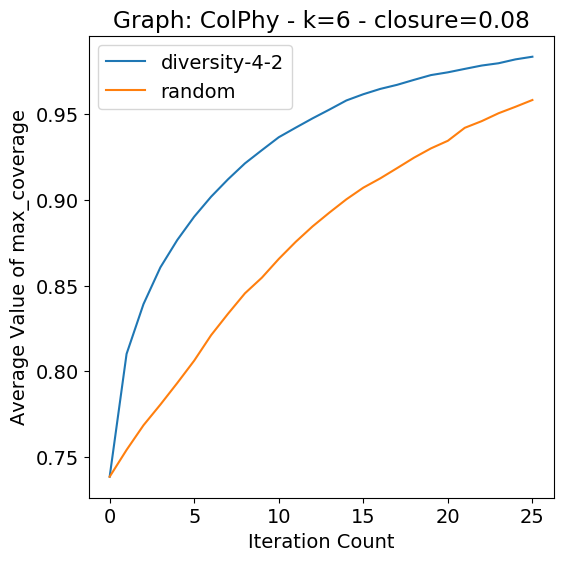 Graph: ColPhy - k=6 - closure=0.08
diversity-4-2
random
Average Value of max_coverage
0.95
0.90
0.85
0.80
0.75
0 5 10 15 20 25
Iteration Count